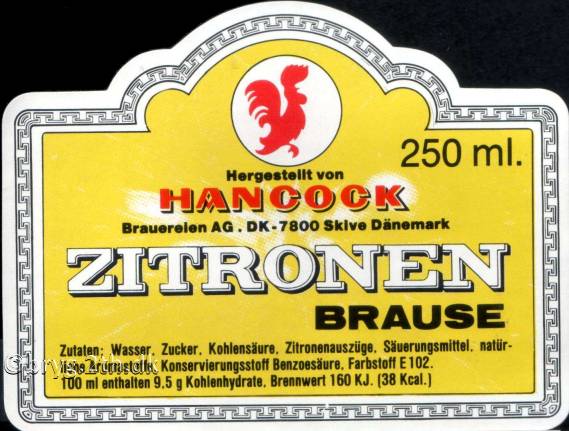 250 ml.
Hergestellt von
HANCOCK
Brauereien AG . DK-7800 Skive Dänemark
ZITRONEN
BRAUSE
Zutaten: Wasser, Zucker, Kohlensäure, Zitronenauszüge, Säuerungsmittel, natür-
liche Konservierungsstoff Benzoesäure, Farbstoff E 102.
100 ml enthalten 9,5 g Kohlenhydrate. Brennwert 160 KJ. (38 Kcal.)